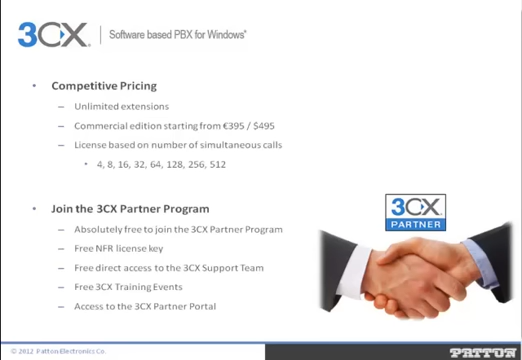 3CX® Software based PBX for Windows®
• Competitive Pricing
– Unlimited extensions
– Commercial edition starting from €395 / $495
– License based on number of simultaneous calls
• 4, 8, 16, 32, 64, 128, 256, 512
• Join the 3CX Partner Program
– Absolutely free to join the 3CX Partner Program
– Free NFR license key
– Free direct access to the 3CX Support Team
– Free 3CX Training Events
– Access to the 3CX Partner Portal
3CX
PARTNER
© 2012 Patton Electronics Co.
PATTON